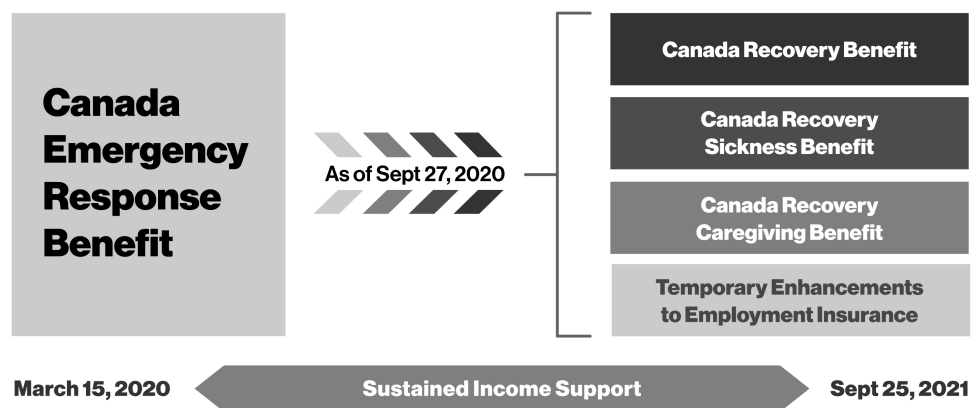 Canada
Emergency
Response
Benefit
As of Sept 27, 2020
Canada Recovery Benefit
Canada Recovery
Sickness Benefit
Canada Recovery
Caregiving Benefit
Temporary Enhancements
to Employment Insurance
March 15, 2020
Sustained Income Support
Sept 25, 2021